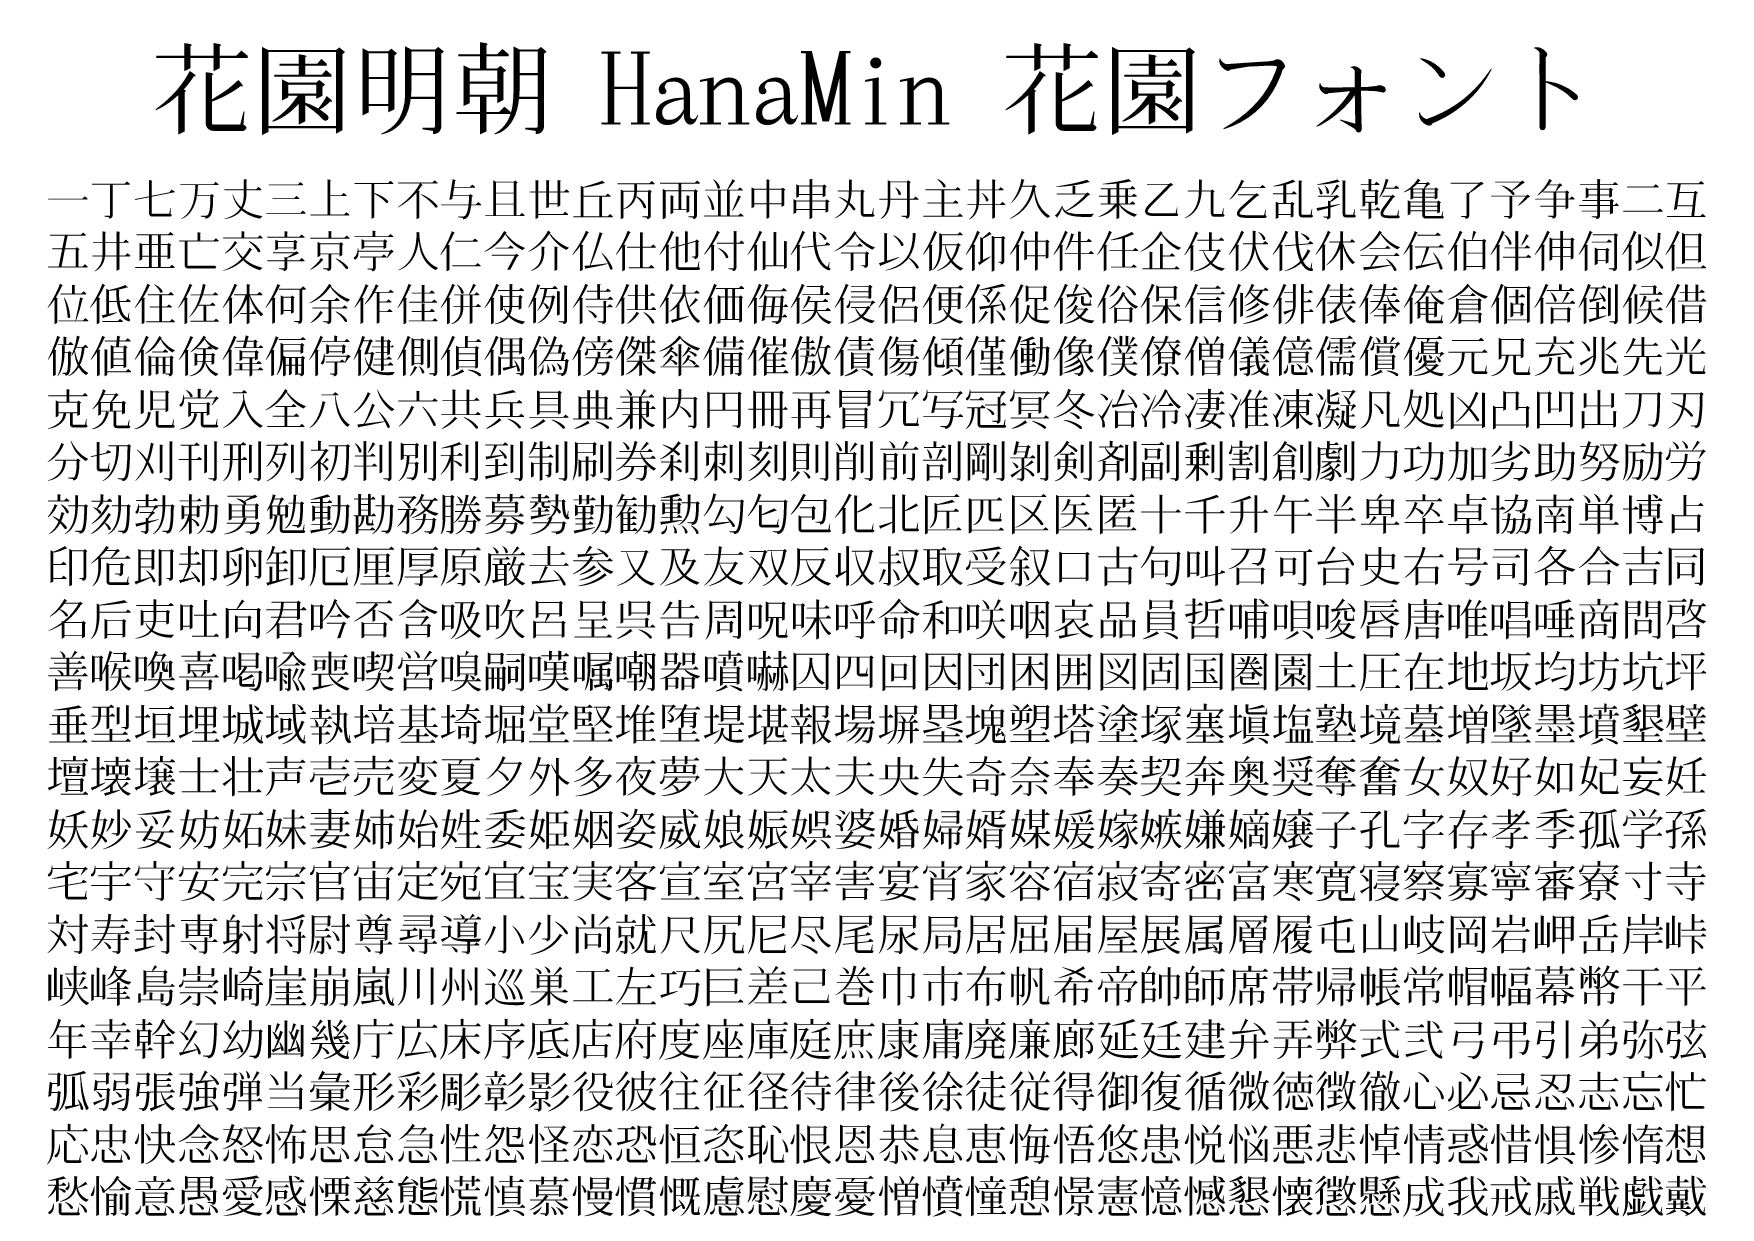 花園明朝 HanaMin 花園フォント
一丁七万丈三上下不与且世丘丙両並中串丸丹主丼久乏乗乙九乞乱乳乾亀了予争事二互
五井亜亡交享京亭人仁今介仏仕他付仙代令以仮仰仲件任企伎伏伐休会伝伯伴伸伺似但
位低住佐体何余作佳併使例侍供依価侮侯侵侶便係促俊俗保信修俳俵俸俺倉個倍倒候借
倣値倫倹偉偏停健側偵偶偽傍傑傘備催傲債傷傾僅働像僕僚僧儀億儒償優元兄充兆先光
克免児党入全八公六共兵具典兼内円冊再冒冗写冠冥冬冶冷凄准凍凝凡処凶凸凹出刀刃
分切刈刊刑列初判別利到制刷券刹刺刻則削前剖剛剝剣剤副剰割創劇力功加劣助努励労
効劾勃勅勇勉動勘務勝募勢勤勧勲勾匂包化北匠匹区医匿十千升午半卑卒卓協南単博占
印危即却卵卸厄厘厚原厳去参又及友双反収叔取受叙口古句叫召可台史右号司各合吉同
名后吏吐向君吟否含吸吹呂呈呉告周呪味呼命和咲咽哀品員哲哺唄唆唇唐唯唱唾商問啓
善喉喚喜喝喩喪喫営嗅嗣嘆嘱嘲器噴嚇囚四回因団困囲図固国圏園土圧在地坂均坊坑坪
垂型垣埋城域執培基埼堀堂堅堆堕堤堪報場塀塁塊塑塔塗塚塞塡塩塾境墓増墜墨墳墾壁
壇壊壌士壮声壱売変夏夕外多夜夢大天太夫央失奇奈奉奏契奔奥奨奪奮女奴好如妃妄妊
妖妙妥妨妬妹妻姉始姓委姫姻姿威娘娠娯婆婚婦婿媒媛嫁嫉嫌嫡嬢子孔字存孝季孤学孫
宅宇守安完宗官宙定宛宜宝実客宣室宮宰害宴宵家容宿寂寄密富寒寛寝察寡寧審寮寸寺
対寿封専射将尉尊尋導小少尚就尺尻尼尽尾尿局居屈届屋展属層履屯山岐岡岩岬岳岸峠
峡峰島崇崎崖崩嵐川州巡巣工左巧巨差己巻巾市布帆希帝帥師席帯帰帳常帽幅幕幣干平
年幸幹幻幼幽幾庁広床序底店府度座庫庭庶康庸廃廉廊延廷建弁弄弊式弐弓弔引弟弥弦
弧弱張強弾当彙形彩彫彰影役彼往征径待律後徐徒従得御復循微徳徴徹心必忌忍志忘忙
応忠快念怒怖思怠急性怨怪恋恐恒恣恥恨恩恭息恵悔悟悠患悦悩悪悲悼情惑惜惧惨惰想
愁愉意愚愛感慄慈態慌慎慕慢慣慨慮慰慶憂憎憤憧憩憬憲憶憾懇懐懲懸成我戒戚戦戯戴